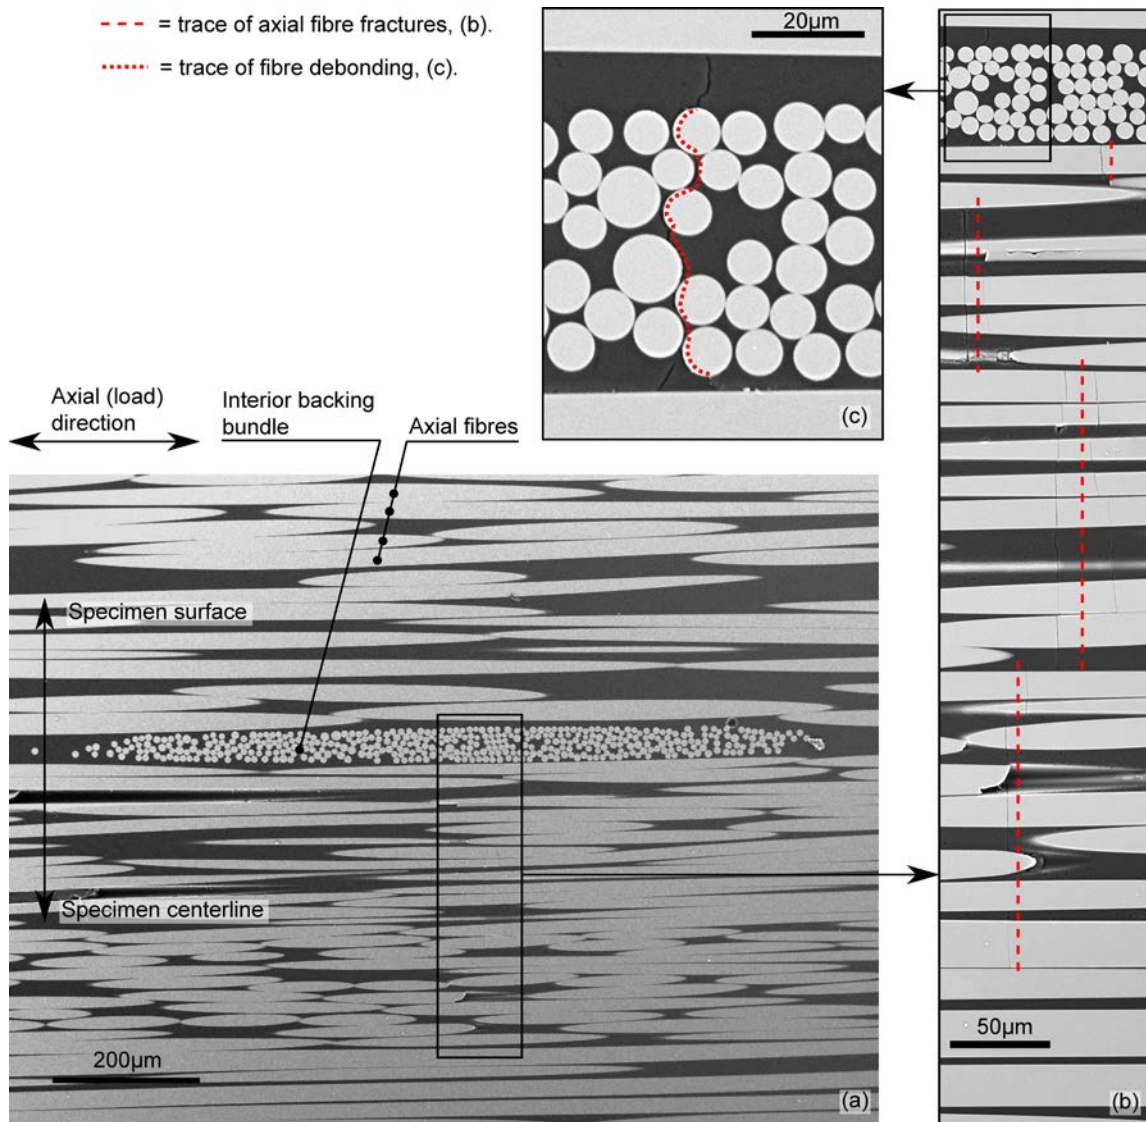 = trace of axial fibre fractures, (b).
= trace of fibre debonding, (c).
20µm
(c)
Axial (load)
direction
Interior backing
bundle
Axial fibres
Specimen surface
Specimen centerline
200µm
(a)
50µm
(b)